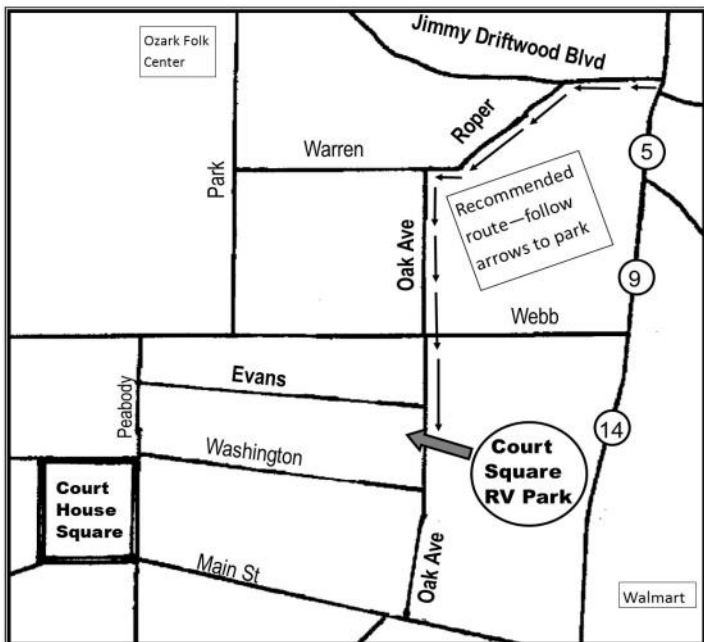 Ozark Folk
Center
Jimmy Driftwood Blvd
Roper
Warren
Park
5
Recommended
route—follow
arrows to park
Oak Ave
9
Webb
Evans
Peabody
Washington
14
Court
Square
RV Park
Court
House
Square
Main St
Oak Ave
Walmart